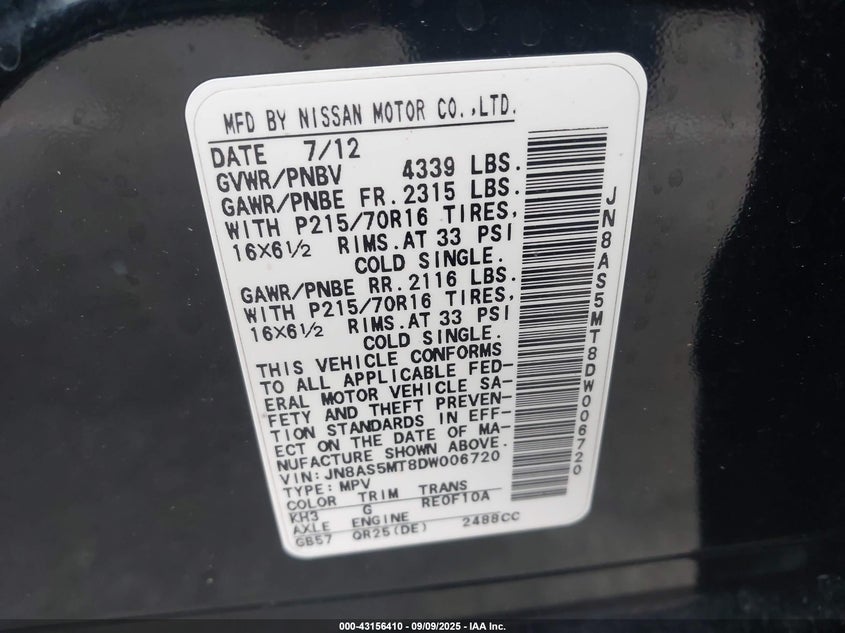 MFD BY NISSAN MOTOR CO.,LTD.
DATE 7/12
GVWR/PNBV 4339 LBS.
GAWR/PNBE FR.2315 LBS.
WITH P215/70R16 TIRES,
16X6½ RIMS.AT 33 PSI
COLD SINGLE.
GAWR/PNBE RR.2116 LBS.
WITH P215/70R16 TIRES,
16X6½ RIMS.AT 33 PSI
COLD SINGLE.
THIS VEHICLE CONFORMS
TO ALL APPLICABLE FED-
ERAL MOTOR VEHICLE SA-
FETY AND THEFT PREVEN-
TION STANDARDS IN EFF-
ECT ON THE DATE OF MA-
NUFACTURE SHOWN ABOVE.
VIN:JN8AS5MT8DW006720
TYPE:MPV
COLOR TRIM TRANS
KH3 G RE0F10A
AXLE ENGINE
GB57 QR25(DE) 2488CC
JN8AS5MT8DW006720
000-43156410 - 09/09/2025 - IAA Inc.